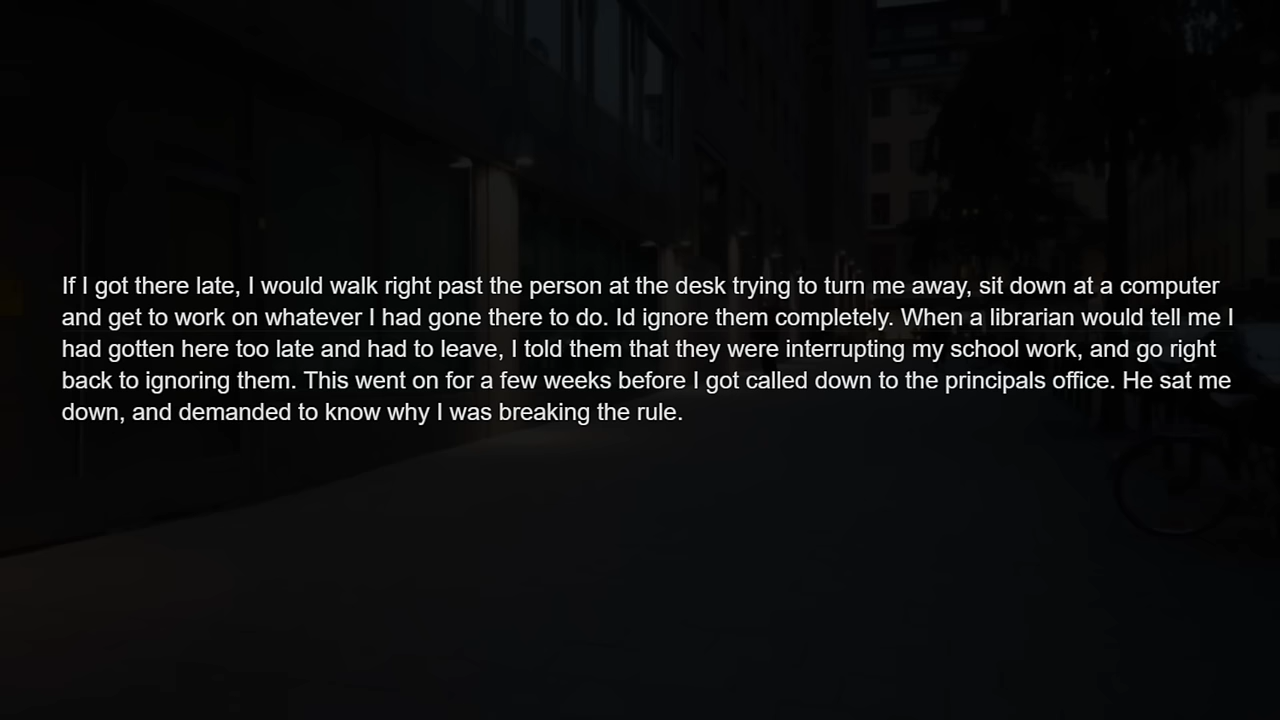 If I got there late, I would walk right past the person at the desk trying to turn me away, sit down at a computer
and get to work on whatever I had gone there to do. Id ignore them completely. When a librarian would tell me I
had gotten here too late and had to leave, I told them that they were interrupting my school work, and go right
back to ignoring them. This went on for a few weeks before I got called down to the principals office. He sat me
down, and demanded to know why I was breaking the rule.